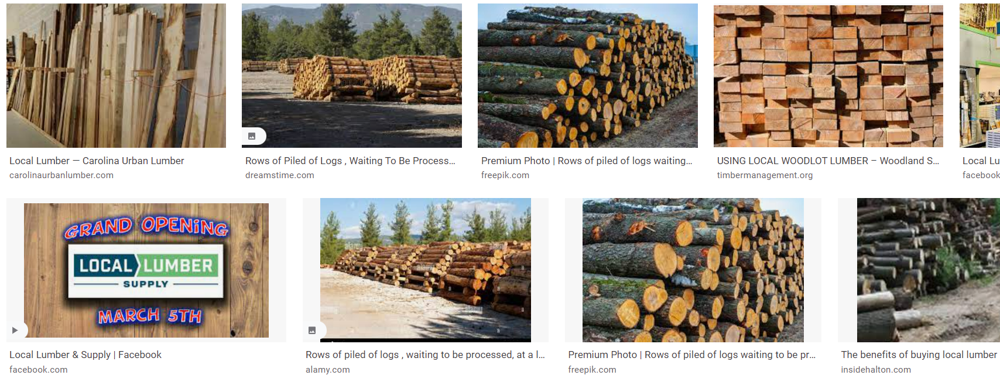 Local Lumber — Carolina Urban Lumber
carolinaurbanlumber.com
Rows of Piled of Logs , Waiting To Be Process...
dreamstime.com
Premium Photo | Rows of piled of logs waiting...
freepik.com
USING LOCAL WOODLOT LUMBER – Woodland S...
timbermanagement.org
Local Lu
facebook
GRAND OPENING
LOCAL LUMBER
SUPPLY
MARCH 5TH
Local Lumber & Supply | Facebook
facebook.com
alamy
alamy
alamy
Rows of piled of logs , waiting to be processed, at a l...
alamy.com
Premium Photo | Rows of piled of logs waiting to be pr...
freepik.com
The benefits of buying local lumber
insidehalton.com